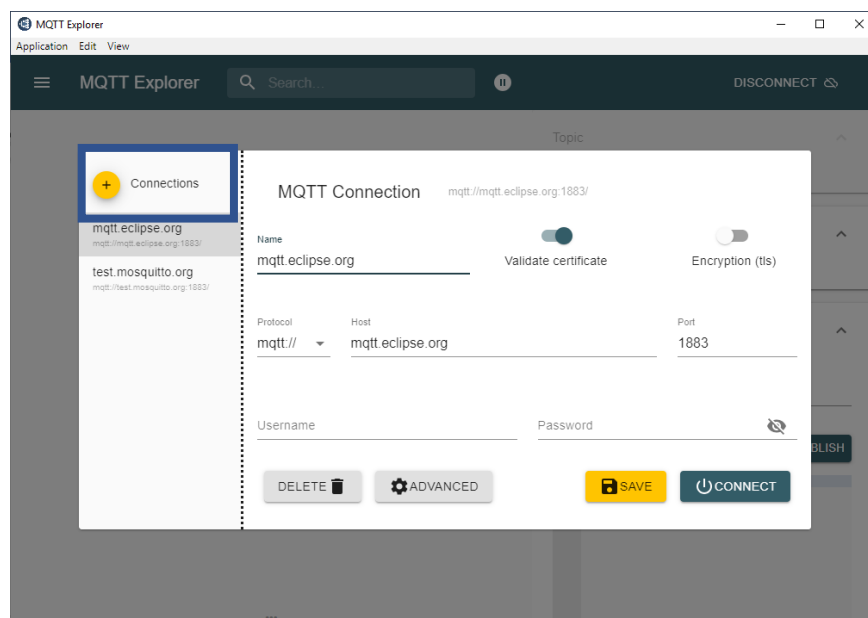 MQTT Explorer
Application Edit View
MQTT Explorer
Search...
DISCONNECT
Topic
+ Connections
mqtt.eclipse.org
mqtt://mqtt.eclipse.org:1883/
test.mosquitto.org
mqtt://test.mosquitto.org:1883/
MQTT Connection mqtt://mqtt.eclipse.org:1883/
Name
mqtt.eclipse.org
Validate certificate
Encryption (tls)
Protocol Host Port
mqtt:// mqtt.eclipse.org 1883
Username Password
DELETE ADVANCED SAVE CONNECT
BLISH